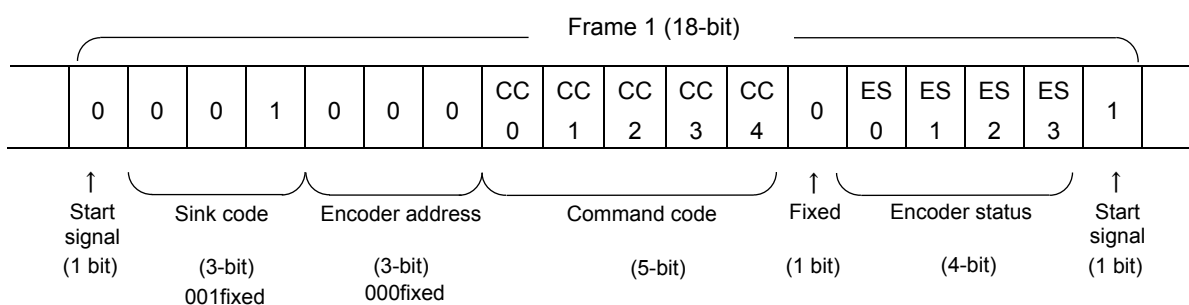 Frame 1 (18-bit)
0 0 0 1 0 0 0 CC 0 CC 1 CC 2 CC 3 CC 4 0 ES 0 ES 1 ES 2 ES 3 1
↑ ↑ ↑
Start signal Sink code Encoder address Command code Fixed Encoder status Start signal
(1 bit) (3-bit) (3-bit) (5-bit) (1 bit) (4-bit) (1 bit)
001fixed 000fixed